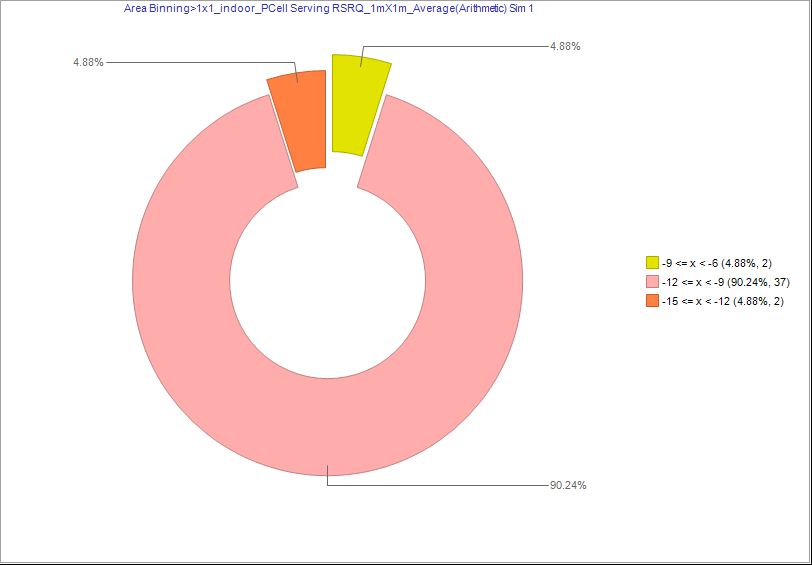 Area Binning>1x1_indoor_PCell Serving RSRQ_1mX1m_Average(Arithmetic) Sim 1
4.88%
4.88%
-9 <= x < -6 (4.88%, 2)
-12 <= x < -9 (90.24%, 37)
-15 <= x < -12 (4.88%, 2)
90.24%